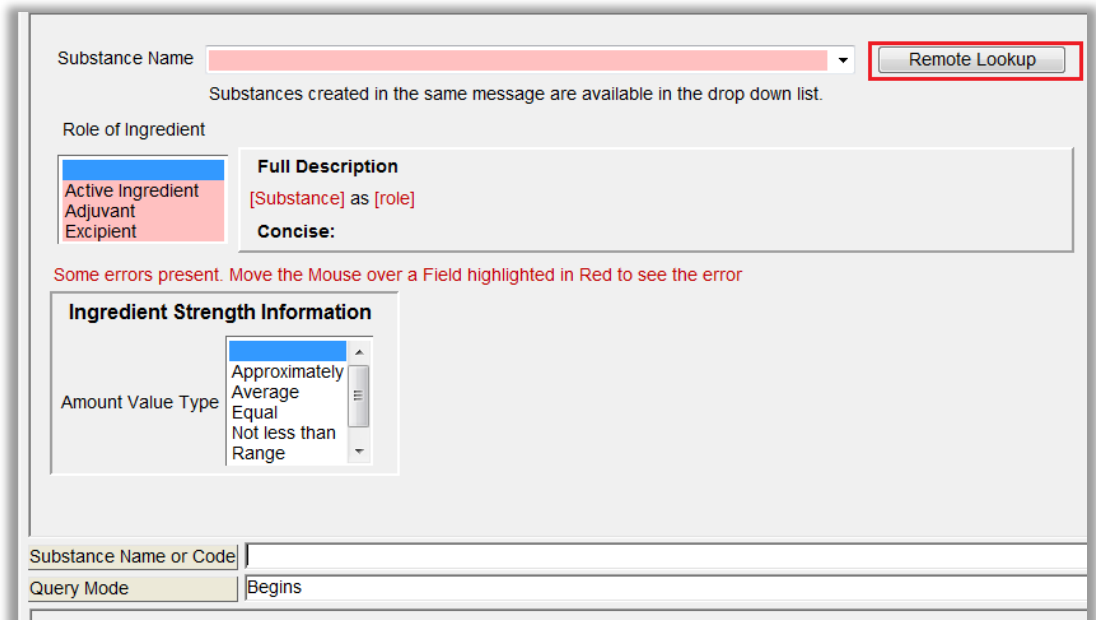 Substance Name
Remote Lookup
Substances created in the same message are available in the drop down list.
Role of Ingredient
Active Ingredient
Adjuvant
Excipient
Full Description
[Substance] as [role]
Concise:
Some errors present. Move the Mouse over a Field highlighted in Red to see the error
Ingredient Strength Information
Amount Value Type
Approximately
Average
Equal
Not less than
Range
Substance Name or Code
Query Mode
Begins